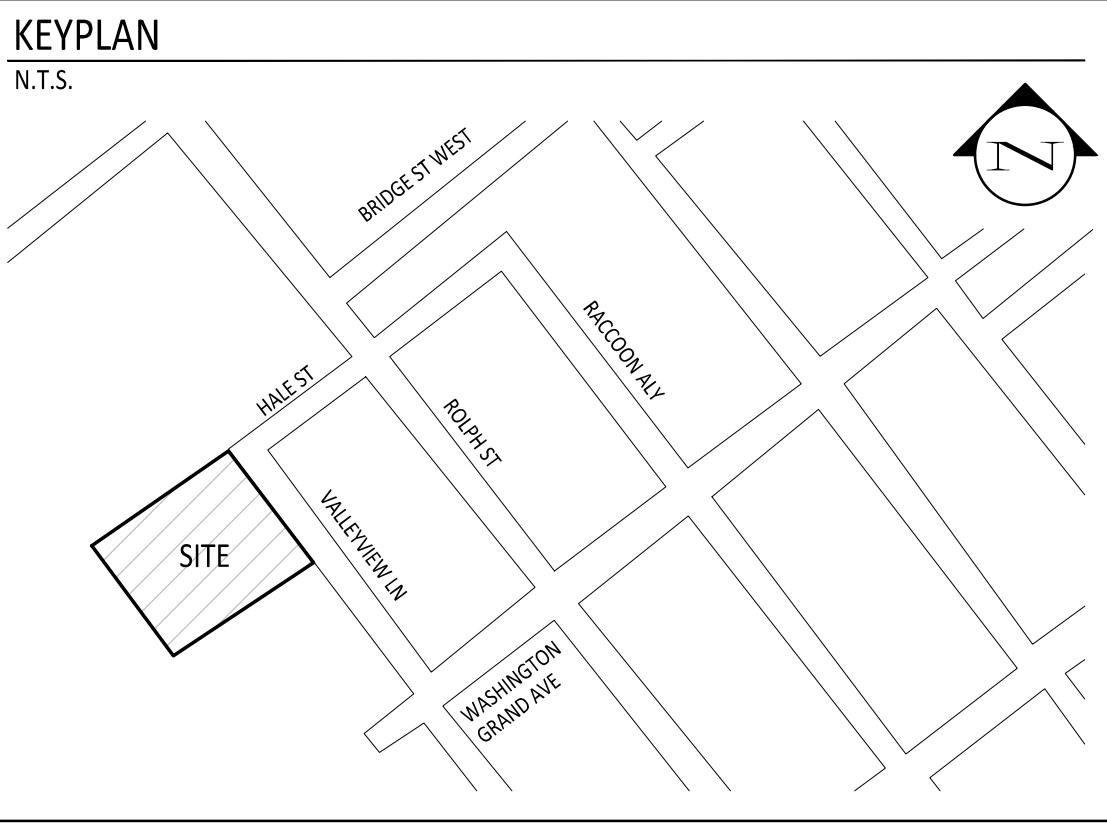 KEYPLAN
N.T.S.
N
BRIDGE ST WEST
RACCOON ALY
HALE ST
ROLPH ST
VALLEYVIEW LN
SITE
WASHINGTON
GRAND AVE